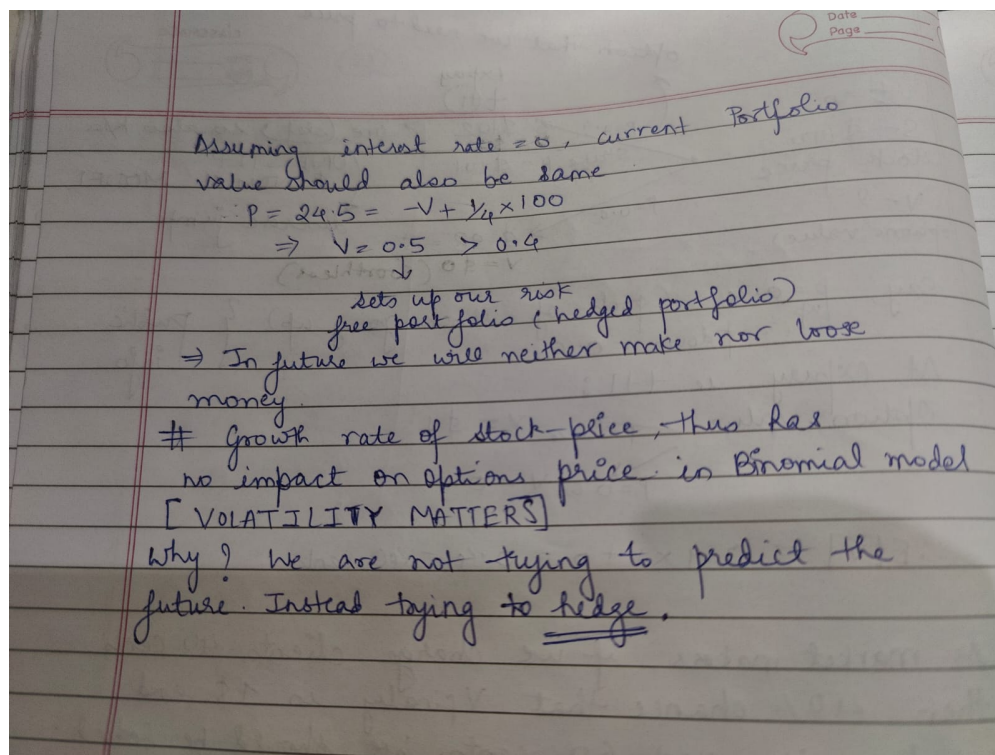 Date
Page
Assuming interest rate = 0, current Portfolio
value should also be same
∴ P = 24.5 = -V + 1/4 × 100
⇒ V = 0.5 > 0.4
↓
sets up our risk
free port folio (hedged portfolio)
⇒ In future we will neither make nor loose
money.
# Growth rate of stock-price, thus has
no impact on options price in Binomial model
[VOLATILITY MATTERS]
Why? We are not trying to predict the
future. Instead trying to hedge.